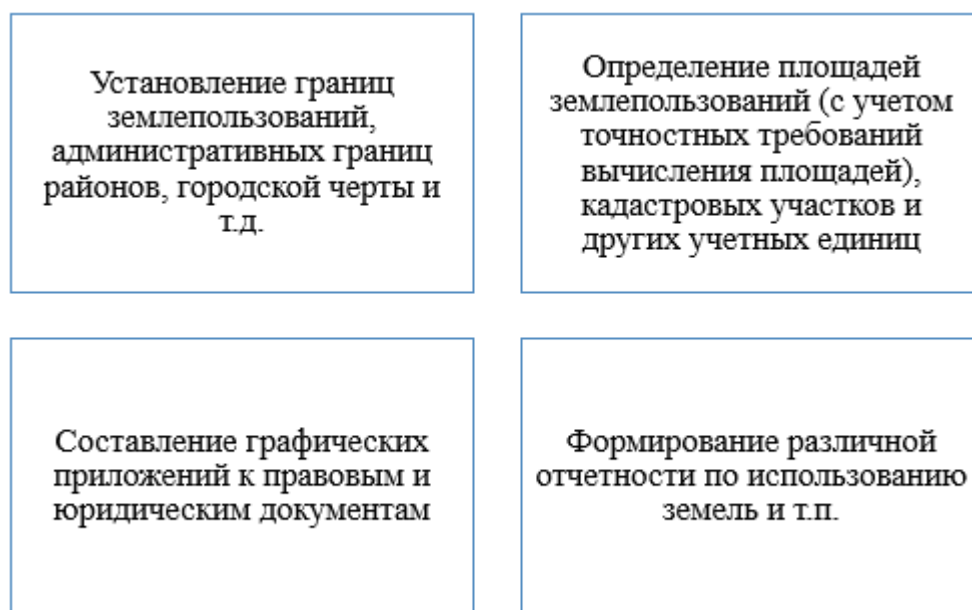 Установление границ
землепользований,
административных границ
районов, городской черты и
т.д.
Определение площадей
землепользований (с учетом
точностных требований
вычисления площадей),
кадастровых участков и
других учетных единиц
Составление графических
приложений к правовым и
юридическим документам
Формирование различной
отчетности по использованию
земель и т.п.